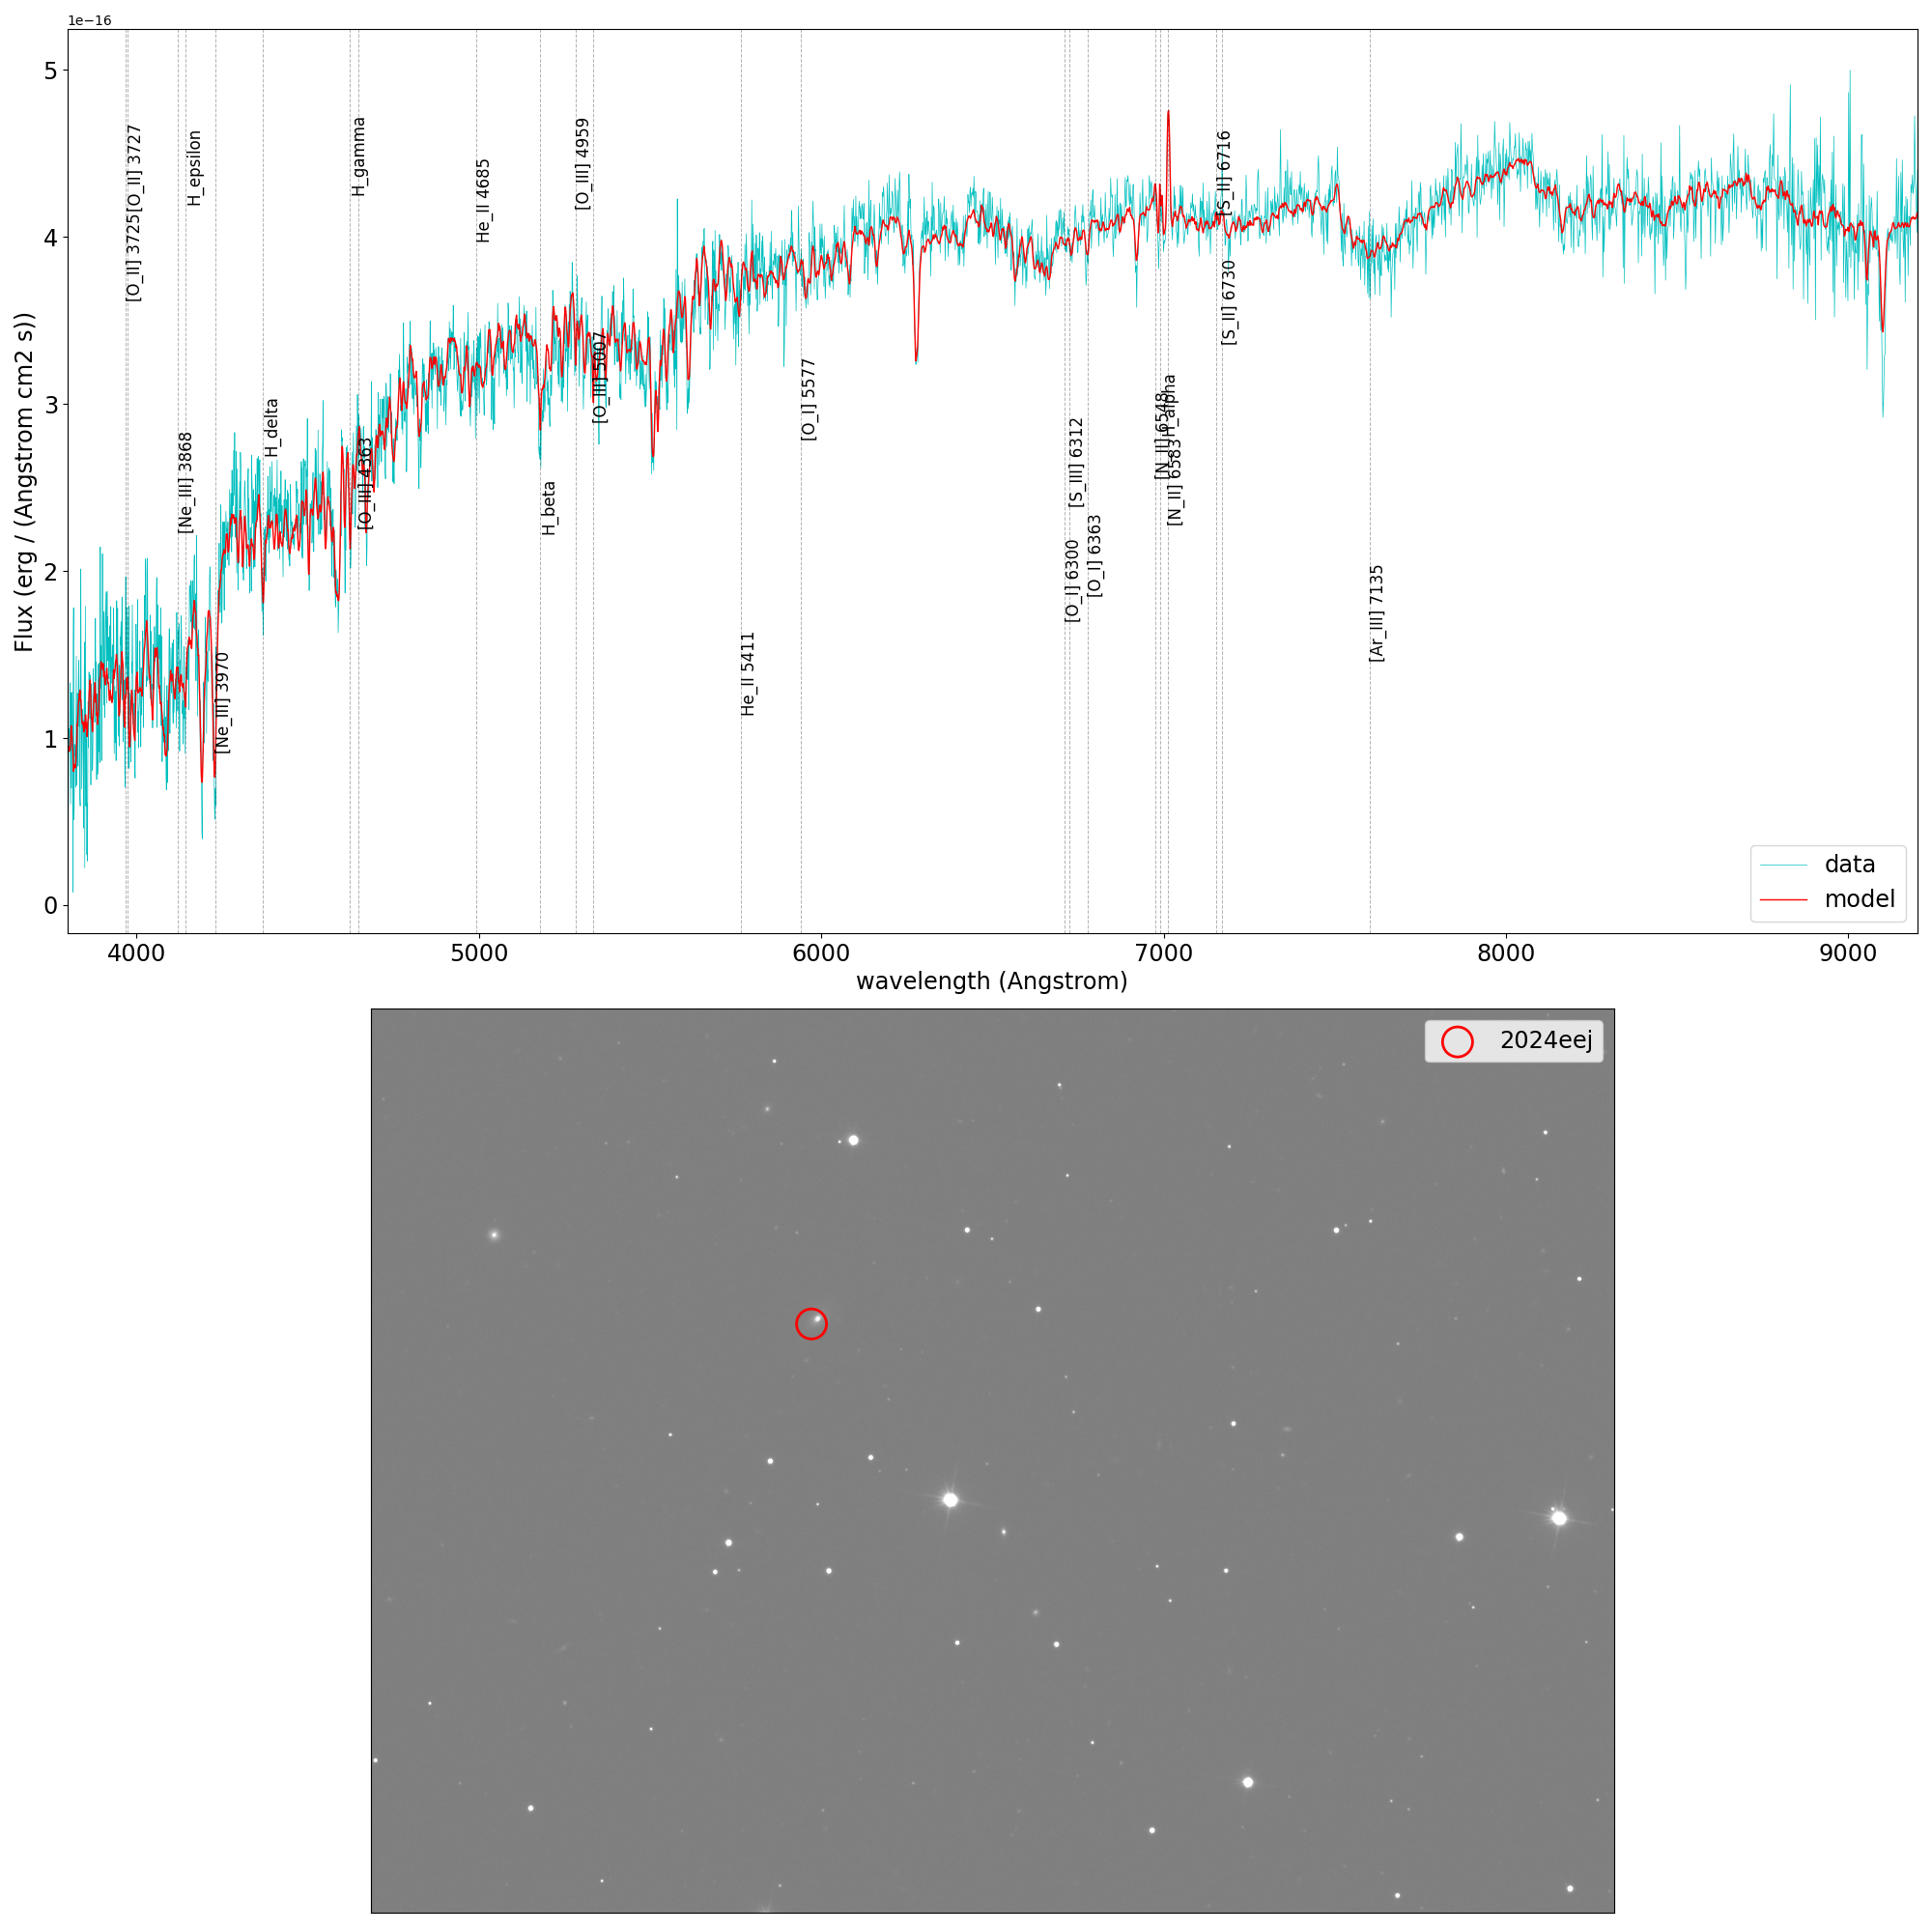 1e−16
Flux (erg / (Angstrom cm2 s))
5
4
3
2
1
0
[O_II] 3725
[O_II] 3727
[Ne_III] 3868
H_epsilon
[Ne_III] 3970
H_delta
H_gamma
[O_III] 4363
He_II 4685
H_beta
[O_III] 4959
[O_III] 5007
He_II 5411
[O_I] 5577
[O_I] 6300
[S_III] 6312
[O_I] 6363
[N_II] 6548
H_alpha
[N_II] 6583
[S_II] 6716
[S_II] 6730
[Ar_III] 7135
data
model
4000 5000 6000 7000 8000 9000
wavelength (Angstrom)
2024eej